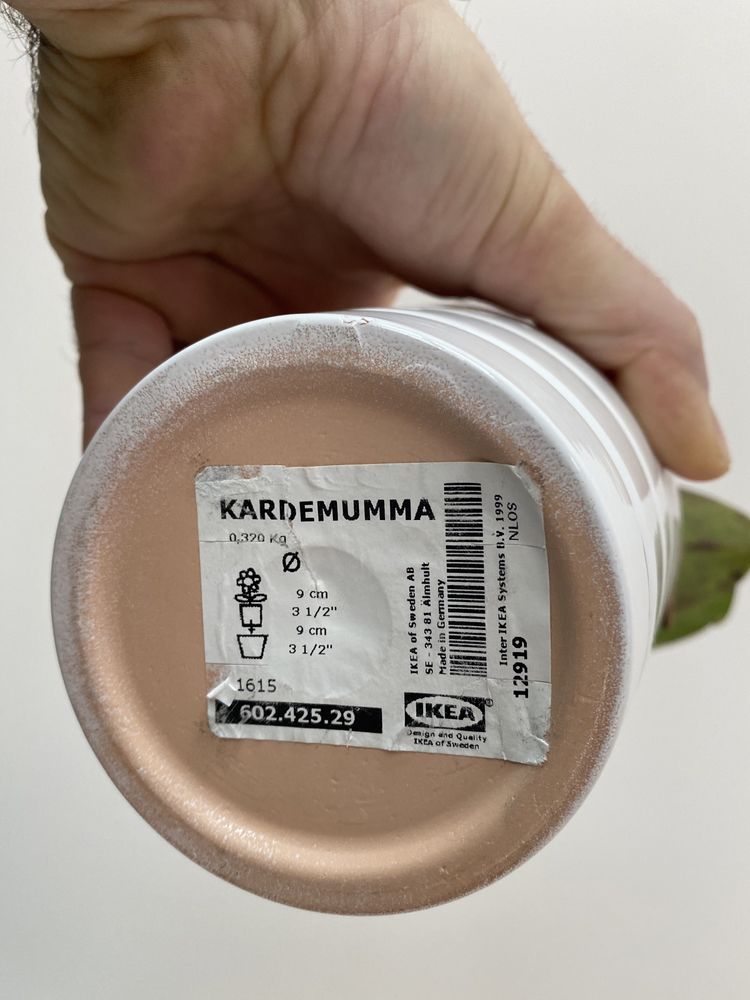 KARDEMUMMA
0,320 Kg
Ø
9 cm
3 1/2"
9 cm
3 1/2"
1615
602.425.29
IKEA of Sweden AB
SE - 343 81 Älmhult
Made in Germany
Inter IKEA Systems B.V. 1999
NLOS
12919
IKEA®
Design and Quality
IKEA of Sweden